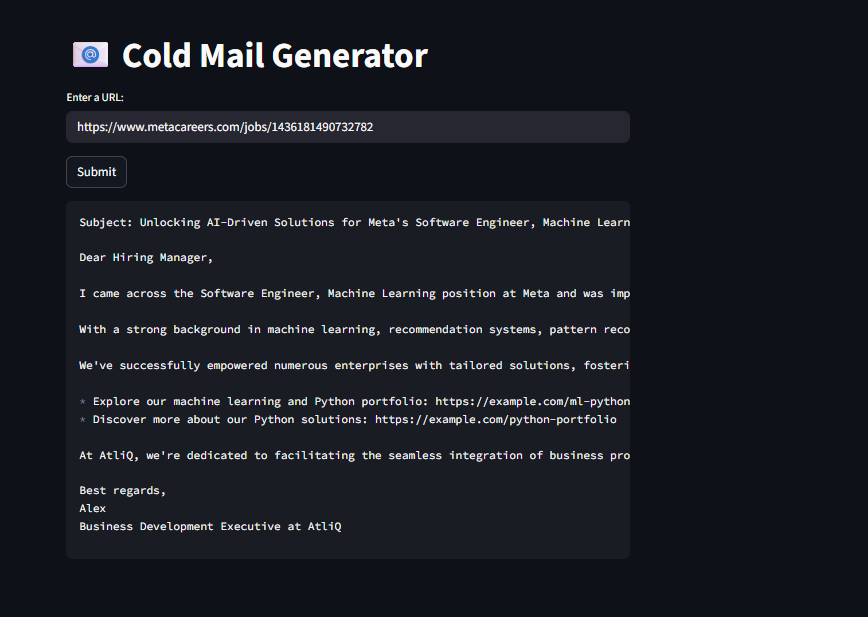 Cold Mail Generator
Enter a URL:
https://www.metacareers.com/jobs/1436181490732782
Submit
Subject: Unlocking AI-Driven Solutions for Meta's Software Engineer, Machine Learn
Dear Hiring Manager,
I came across the Software Engineer, Machine Learning position at Meta and was imp
With a strong background in machine learning, recommendation systems, pattern reco
We've successfully empowered numerous enterprises with tailored solutions, fosteri
* Explore our machine learning and Python portfolio: https://example.com/ml-python
* Discover more about our Python solutions: https://example.com/python-portfolio
At AtliQ, we're dedicated to facilitating the seamless integration of business pro
Best regards,
Alex
Business Development Executive at AtliQ